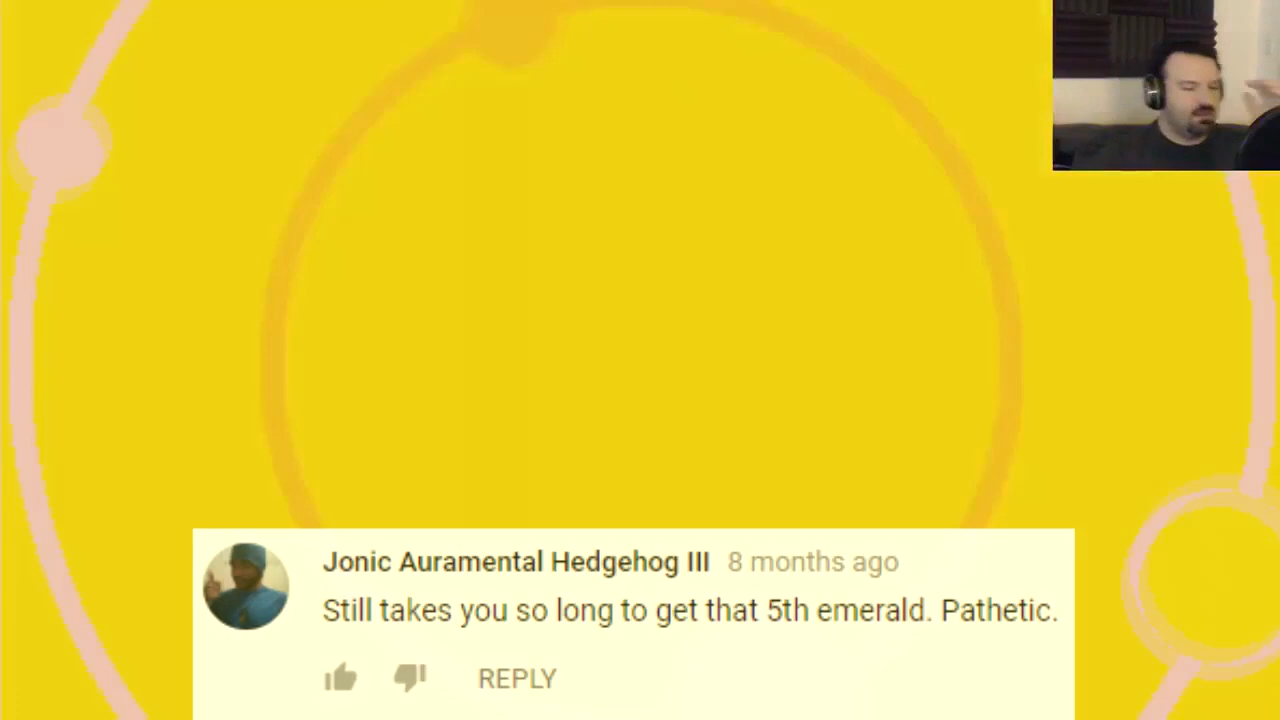 Jonic Auramental Hedgehog III 8 months ago
Still takes you so long to get that 5th emerald. Pathetic.
REPLY